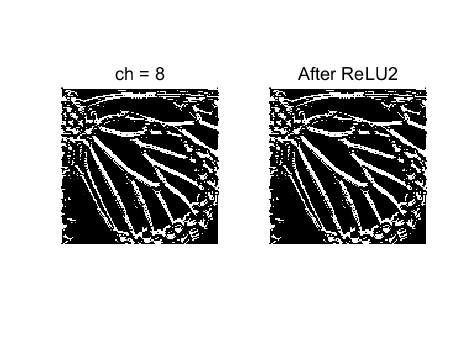 ch = 8
After ReLU2